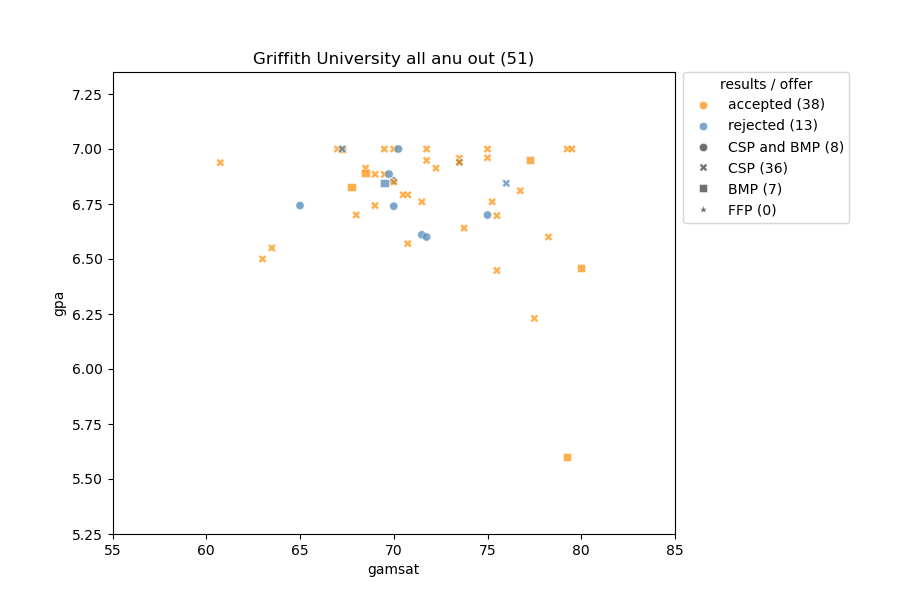 Griffith University all anu out (51)
results / offer
accepted (38)
rejected (13)
CSP and BMP (8)
CSP (36)
BMP (7)
FFP (0)
7.25
7.00
6.75
6.50
6.25
6.00
5.75
5.50
5.25
gpa
55 60 65 70 75 80 85
gamsat